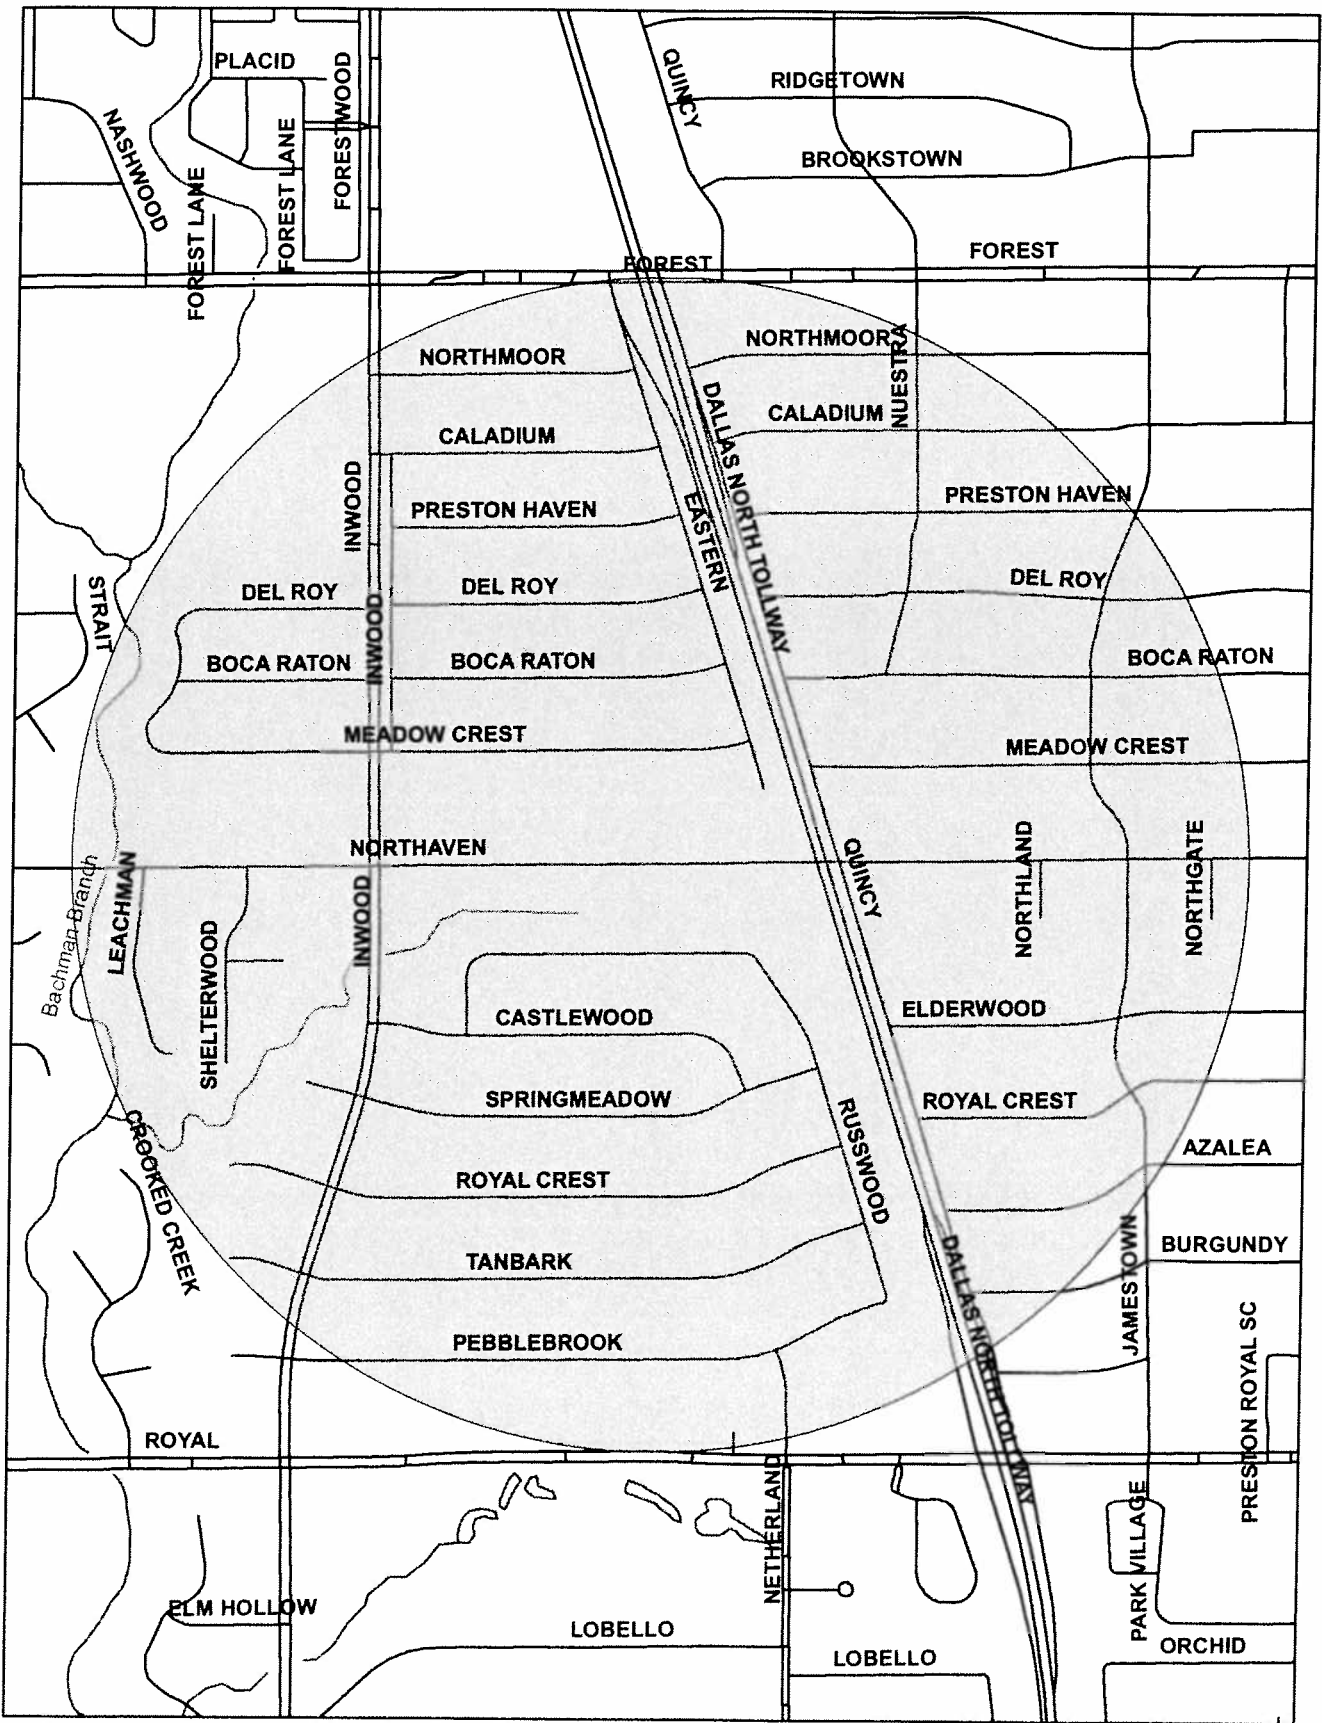 PLACID
QUINCY
RIDGETOWN
NASHWOOD
FOREST LANE
FOREST LANE
FORESTWOOD
BROOKSTOWN
FOREST
FOREST
NORTHMOOR
NORTHMOOR
NUESTRA
CALADIUM
CALADIUM
DALLAS NORTH TOLLWAY
INWOOD
PRESTON HAVEN
EASTERN
PRESTON HAVEN
STRAIT
DEL ROY
DEL ROY
DEL ROY
INWOOD
BOCA RATON
BOCA RATON
BOCA RATON
MEADOW CREST
MEADOW CREST
NORTHAVEN
QUINCY
NORTHLAND
NORTHGATE
Bachman Branch
LEACHMAN
SHELTERWOOD
INWOOD
CASTLEWOOD
ELDERWOOD
SPRINGMEADOW
ROYAL CREST
CROOKED CREEK
RUSSWOOD
AZALEA
ROYAL CREST
TANBARK
DALLAS NORTH TOLLWAY
JAMESTOWN
BURGUNDY
PEBBLEBROOK
PRESTON ROYAL SC
ROYAL
NETHERLAND
PARK VILLAGE
ELM HOLLOW
LOBELLO
LOBELLO
ORCHID